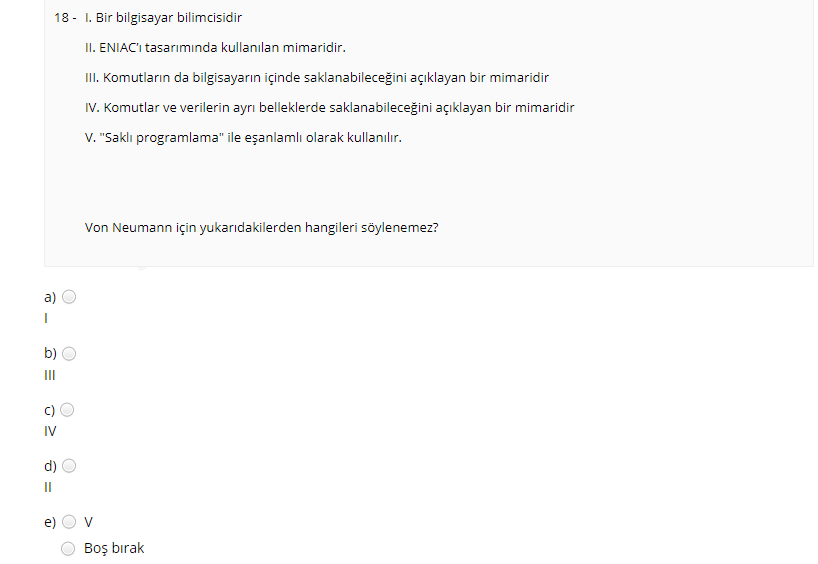 18 - I. Bir bilgisayar bilimcisidir
II. ENIAC'ı tasarımında kullanılan mimaridir.
III. Komutların da bilgisayarın içinde saklanabileceğini açıklayan bir mimaridir
IV. Komutlar ve verilerin ayrı belleklerde saklanabileceğini açıklayan bir mimaridir
V. "Saklı programlama" ile eşanlamlı olarak kullanılır.
Von Neumann için yukarıdakilerden hangileri söylenemez?
a)
I
b)
III
c)
IV
d)
II
e) V
Boş bırak